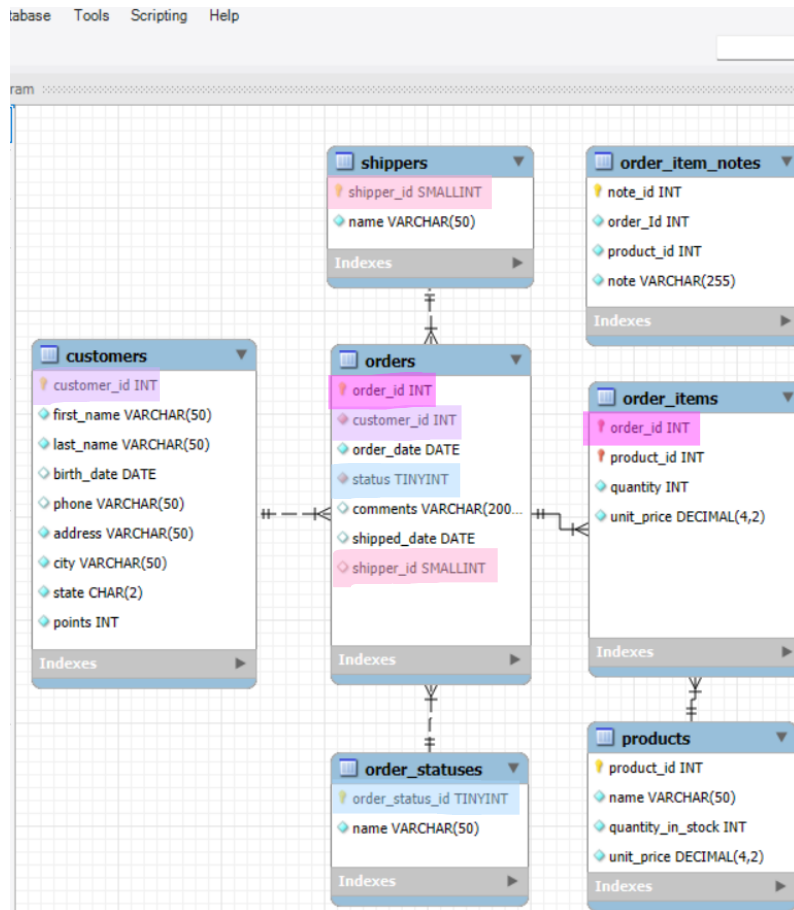 tabase Tools Scripting Help
ram
shippers
shipper_id SMALLINT
name VARCHAR(50)
Indexes
order_item_notes
note_id INT
order_Id INT
product_id INT
note VARCHAR(255)
Indexes
customers
customer_id INT
first_name VARCHAR(50)
last_name VARCHAR(50)
birth_date DATE
phone VARCHAR(50)
address VARCHAR(50)
city VARCHAR(50)
state CHAR(2)
points INT
Indexes
orders
order_id INT
customer_id INT
order_date DATE
status TINYINT
comments VARCHAR(200...
shipped_date DATE
shipper_id SMALLINT
Indexes
order_items
order_id INT
product_id INT
quantity INT
unit_price DECIMAL(4,2)
Indexes
order_statuses
order_status_id TINYINT
name VARCHAR(50)
Indexes
products
product_id INT
name VARCHAR(50)
quantity_in_stock INT
unit_price DECIMAL(4,2)
Indexes